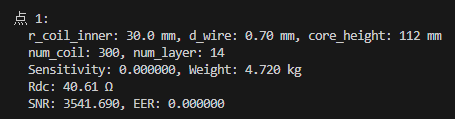 点 1:
r_coil_inner: 30.0 mm, d_wire: 0.70 mm, core_height: 112 mm
num_coil: 300, num_layer: 14
Sensitivity: 0.000000, Weight: 4.720 kg
Rdc: 40.61 Ω
SNR: 3541.690, EER: 0.000000